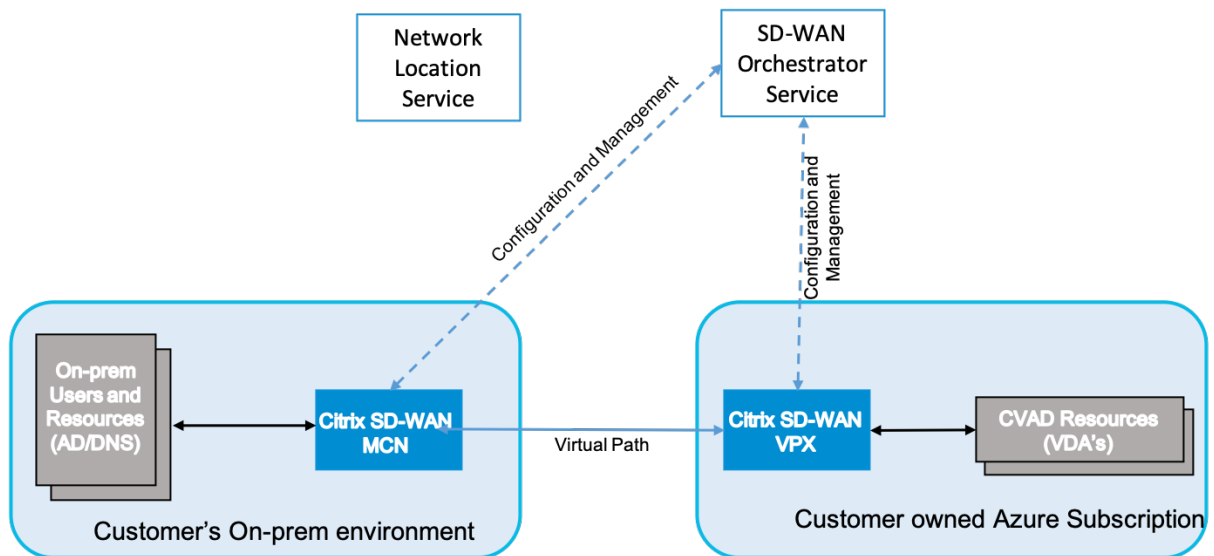 Network
Location
Service
SD-WAN
Orchestrator
Service
Configuration and Management
Configuration and
Management
On-prem
Users and
Resources
(AD/DNS)
Citrix SD-WAN
MCN
Virtual Path
Citrix SD-WAN
VPX
CVAD Resources
(VDA's)
Customer's On-prem environment
Customer owned Azure Subscription